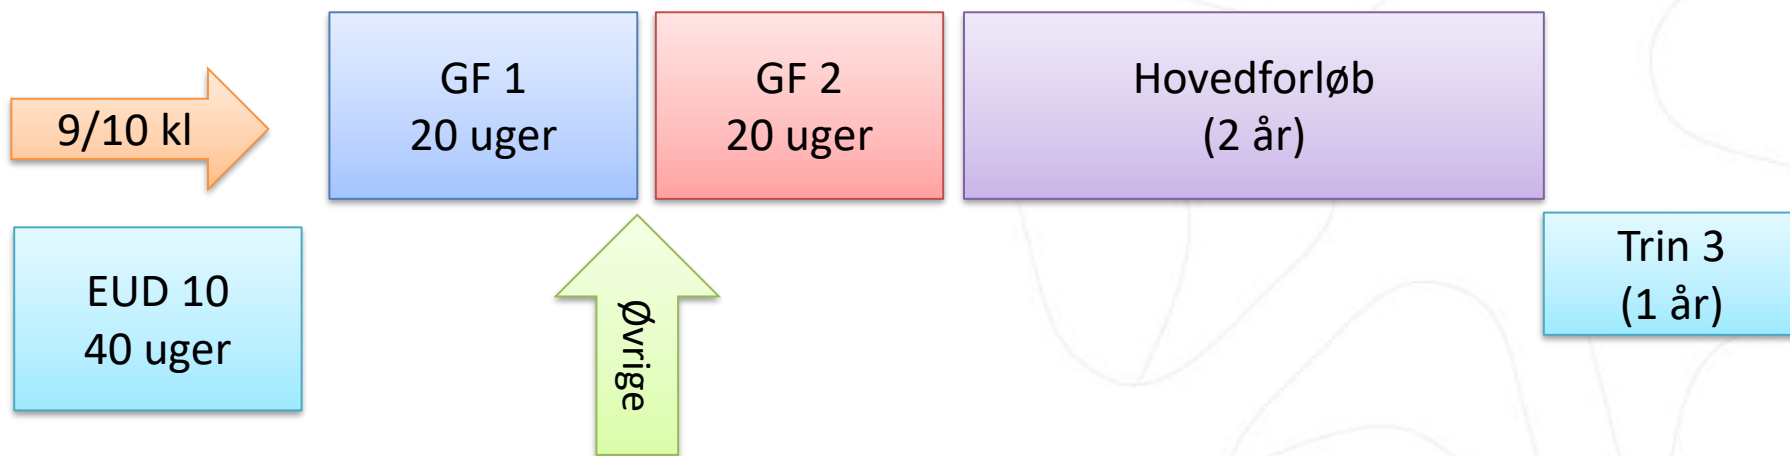 9/10 kl
GF 1
20 uger
GF 2
20 uger
Hovedforløb
(2 år)
EUD 10
40 uger
Øvrige
Trin 3
(1 år)